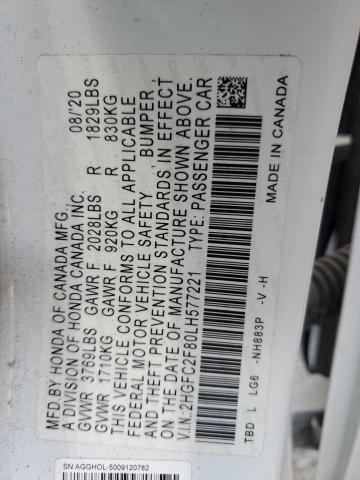 MFD BY HONDA OF CANADA MFG., 08/'20
A DIVISION OF HONDA CANADA INC.
GVWR 3769LBS GAWR F 2028LBS R 1829LBS
GVWR 1710KG GAWR F 920KG R 830KG
THIS VEHICLE CONFORMS TO ALL APPLICABLE
FEDERAL MOTOR VEHICLE SAFETY BUMPER,
AND THEFT PREVENTION STANDARDS IN EFFECT
ON THE DATE OF MANUFACTURE SHOWN ABOVE.
V.I.N.:2HGFC2F80LH577221 TYPE: PASSENGER CAR
TBD L LG6 -NH883P -V -H MADE IN CANADA
SN:AGGHOL-5009120782